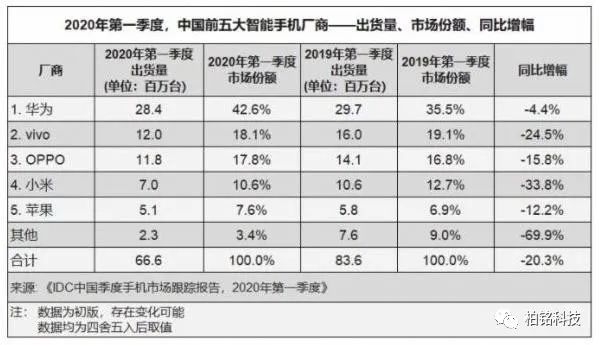 2020年第一季度，中国前五大智能手机厂商——出货量、市场份额、同比增幅
厂商 2020年第一季度出货量(单位：百万台) 2020年第一季度市场份额 2019年第一季度出货量(单位：百万台) 2019年第一季度市场份额 同比增幅
1. 华为 28.4 42.6% 29.7 35.5% -4.4%
2. vivo 12.0 18.1% 16.0 19.1% -24.5%
3. OPPO 11.8 17.8% 14.1 16.8% -15.8%
4. 小米 7.0 10.6% 10.6 12.7% -33.8%
5. 苹果 5.1 7.6% 5.8 6.9% -12.2%
其他 2.3 3.4% 7.6 9.0% -69.9%
合计 66.6 100.0% 83.6 100.0% -20.3%
来源: 《IDC中国季度手机市场跟踪报告，2020年第一季度》
注： 数据为初版，存在变化可能
数据均为四舍五入后取值
柏铭科技